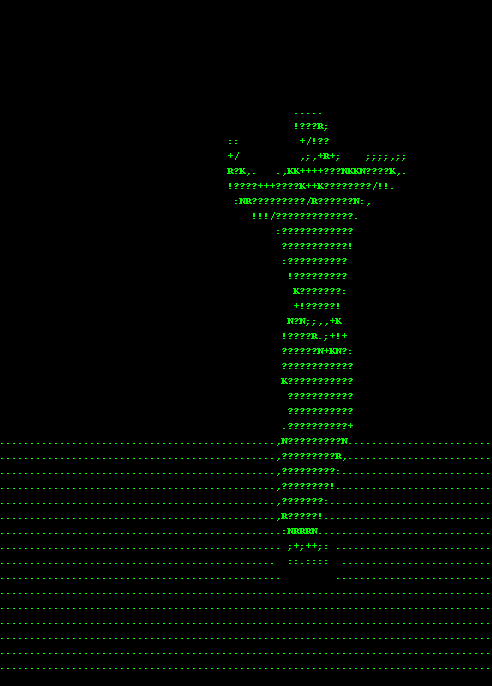 .....
!???R;
:: +/!??
+/ ,;,+R+; ;;;;,;;
R?K,. .,KK++++???NKKN????K,.
!????+++????K++K????????/!!.
:NR?????????/R??????N:,
!!!/?????????????.
:????????????
???????????!
:??????????
!??????????
K???????:
+!?????!
N?N;;,,+K
!????R.;+!+
??????N+KN?:
????????????
K???????????
???????????
???????????
.??????????+
..............................................,N?????????N........................
..............................................,?????????R,........................
..............................................,?????????:.........................
..............................................,????????!..........................
..............................................,???????:...........................
..............................................,R?????!............................
............................................... :NRRRN............................
............................................... ;+;++;: ..........................
.............................................. :: :::: .........................
............................................... ..........................
..................................................................................
..................................................................................
..................................................................................
..................................................................................
..................................................................................
..................................................................................